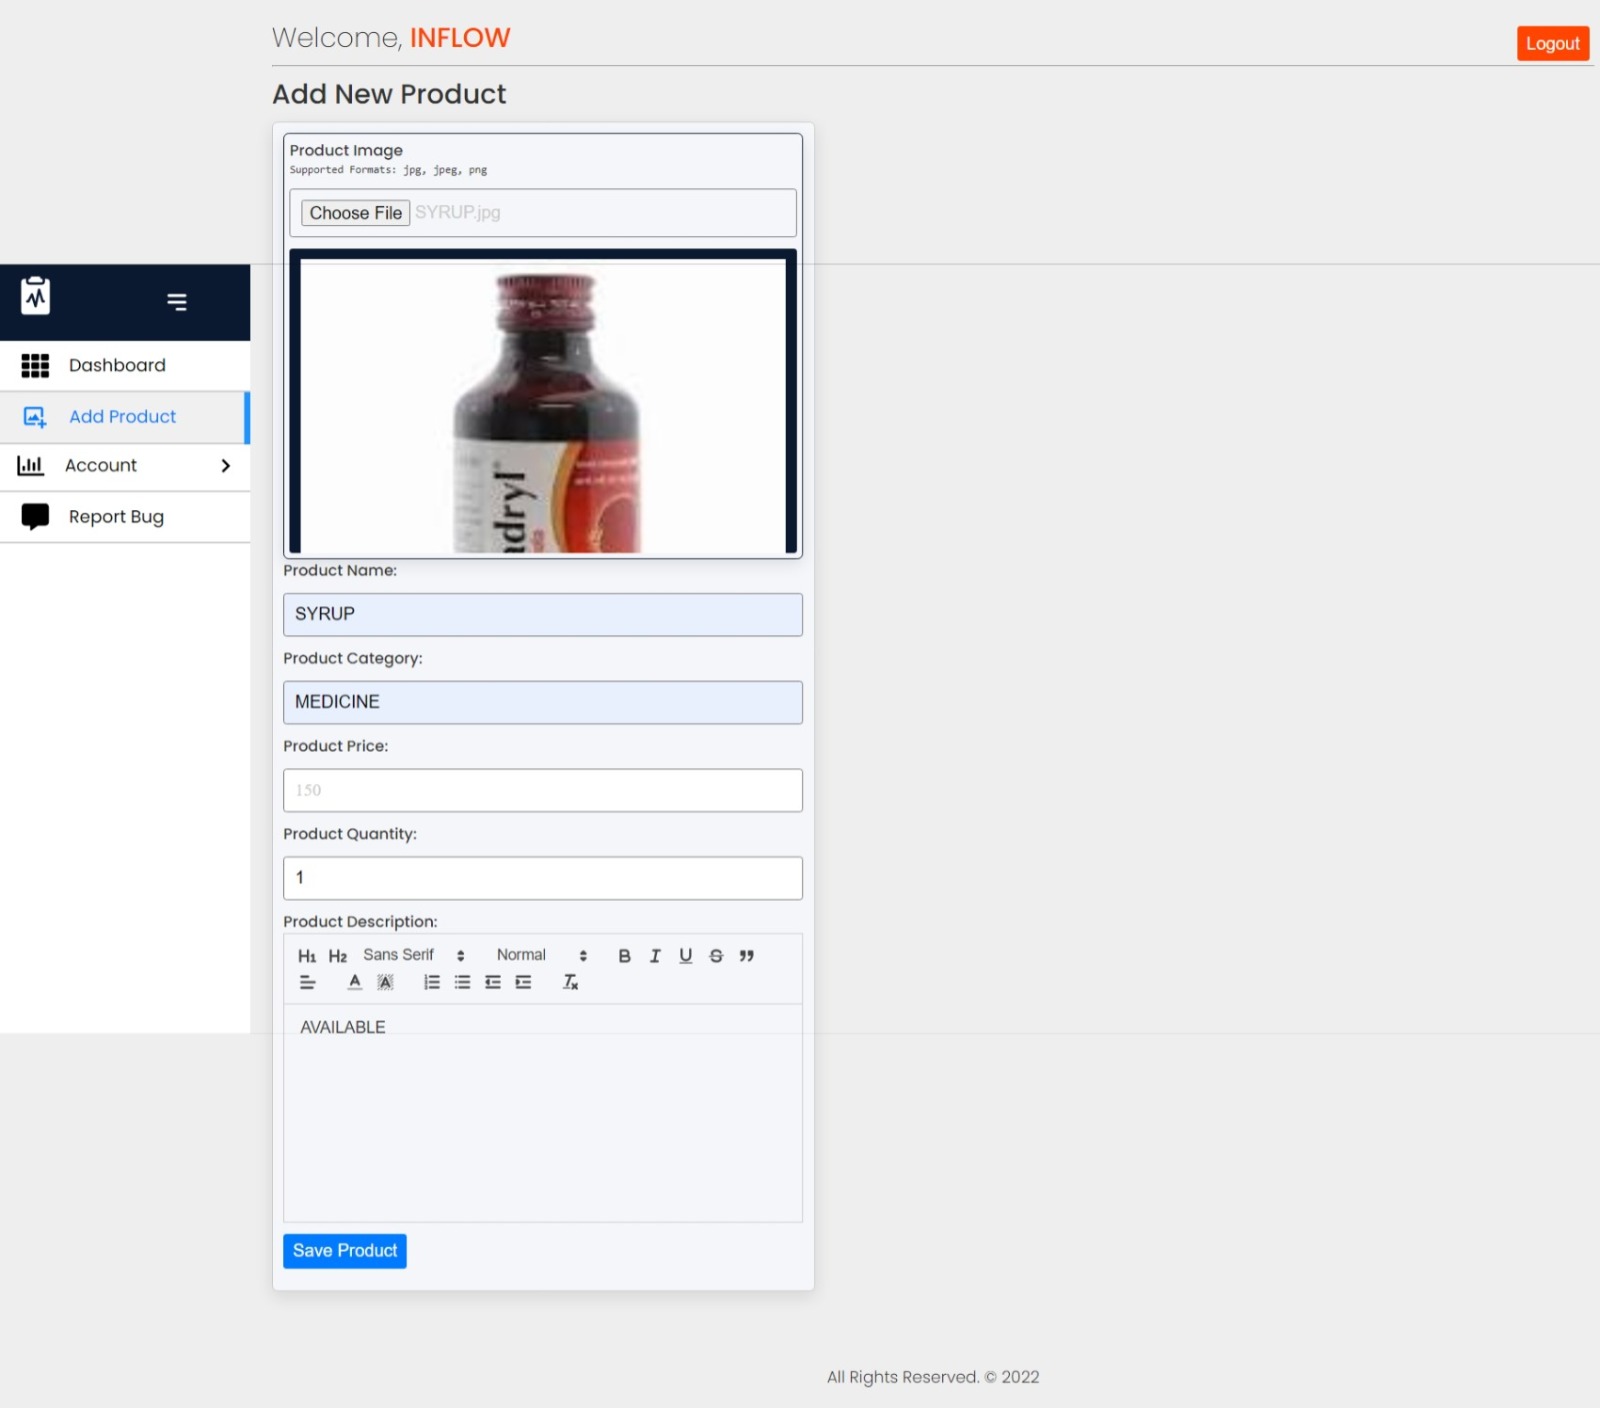 Welcome, INFLOW
Logout
Add New Product
Product Image
Supported Formats: jpg, jpeg, png
Choose File SYRUP.jpg
ndryl
Dashboard
Add Product
Account
Report Bug
Product Name:
SYRUP
Product Category:
MEDICINE
Product Price:
150
Product Quantity:
1
Product Description:
H1 H2 Sans Serif Normal B I U S
A A Tx
AVAILABLE
Save Product
All Rights Reserved. © 2022